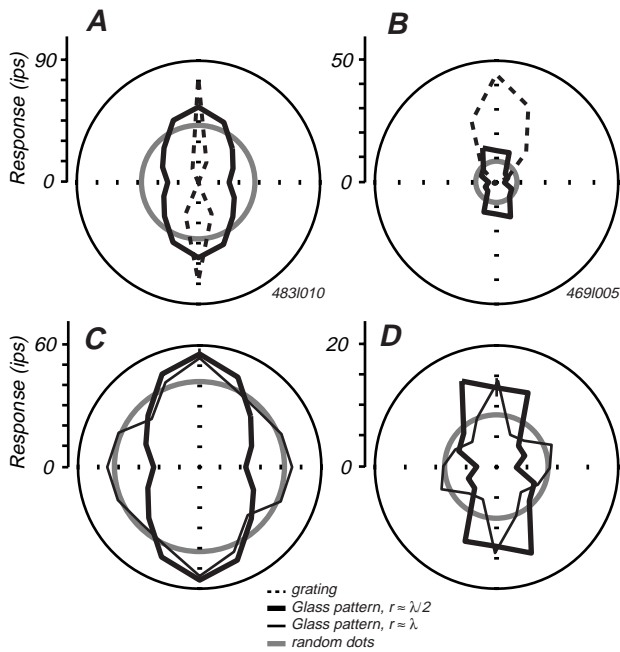 A
B
90
50
Response (ips)
0
0
483l010
469l005
C
D
60
20
Response (ips)
0
0
grating
Glass pattern, r ≈ λ/2
Glass pattern, r ≈ λ
random dots